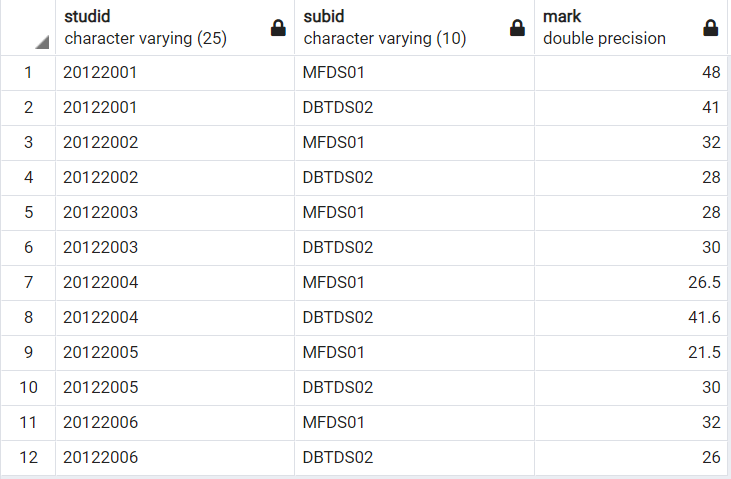 studid subid mark
character varying (25) character varying (10) double precision
1 20122001 MFDS01 48
2 20122001 DBTDS02 41
3 20122002 MFDS01 32
4 20122002 DBTDS02 28
5 20122003 MFDS01 28
6 20122003 DBTDS02 30
7 20122004 MFDS01 26.5
8 20122004 DBTDS02 41.6
9 20122005 MFDS01 21.5
10 20122005 DBTDS02 30
11 20122006 MFDS01 32
12 20122006 DBTDS02 26